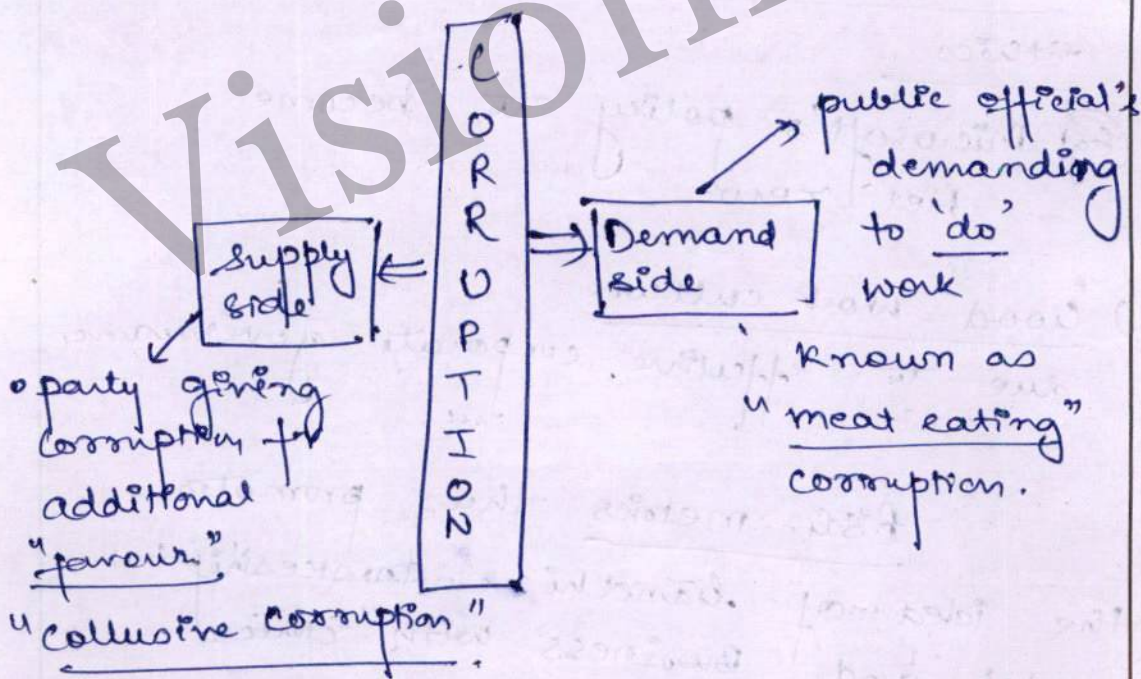 Vision
CORRUPTION
supply
side
• party giving
corruption for
additional
"favour"
"collusive corruption".
Demand
side
public official's
demanding
to 'do'
work
known as
"meat eating"
corruption.